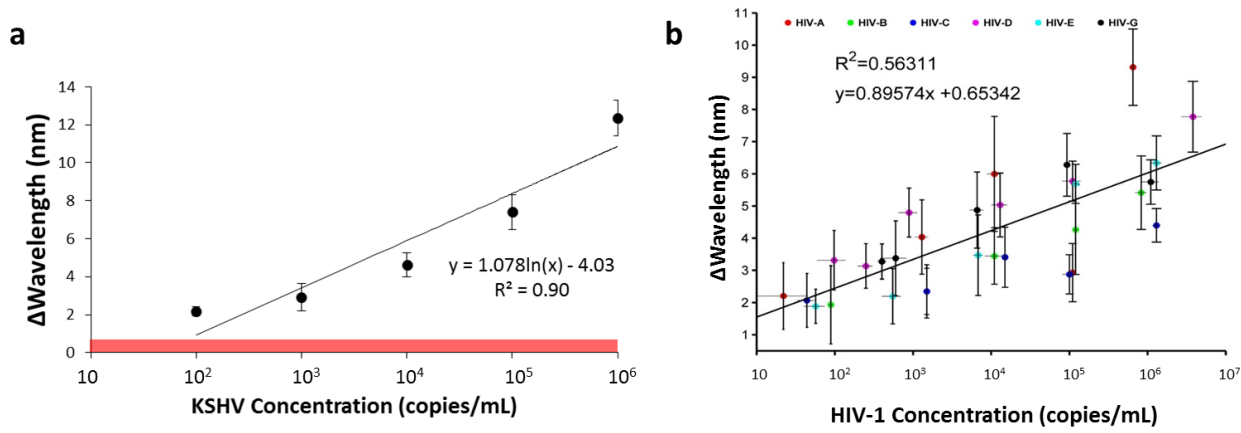 a
ΔWavelength (nm)
14
12
10
8
6
4
2
0
y = 1.078ln(x) - 4.03
R² = 0.90
10 10² 10³ 10⁴ 10⁵ 10⁶
KSHV Concentration (copies/mL)
b
HIV-A HIV-B HIV-C HIV-D HIV-E HIV-G
R²=0.56311
y=0.89574x +0.65342
ΔWavelength (nm)
11
10
9
8
7
6
5
4
3
2
1
10 10² 10³ 10⁴ 10⁵ 10⁶ 10⁷
HIV-1 Concentration (copies/mL)